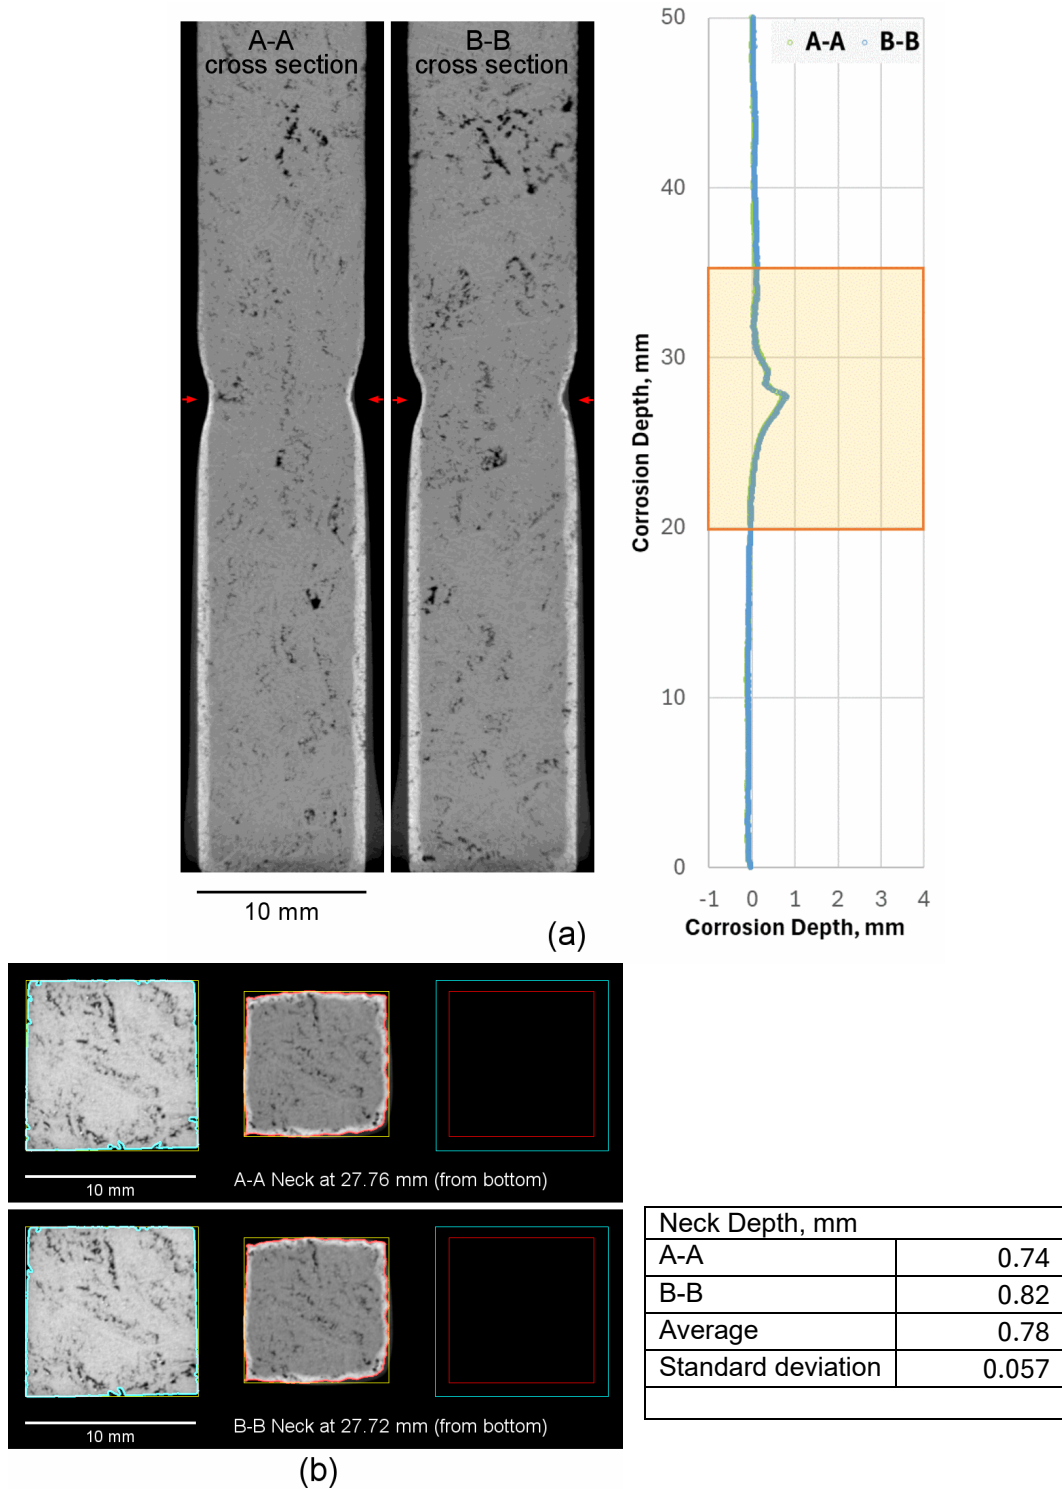 A-A
cross section
B-B
cross section
10 mm
(a)
A-A B-B
50
40
30
20
10
0
-1 0 1 2 3 4
Corrosion Depth, mm
Corrosion Depth, mm
10 mm
A-A Neck at 27.76 mm (from bottom)
10 mm
B-B Neck at 27.72 mm (from bottom)
(b)
Neck Depth, mm
A-A 0.74
B-B 0.82
Average 0.78
Standard deviation 0.057